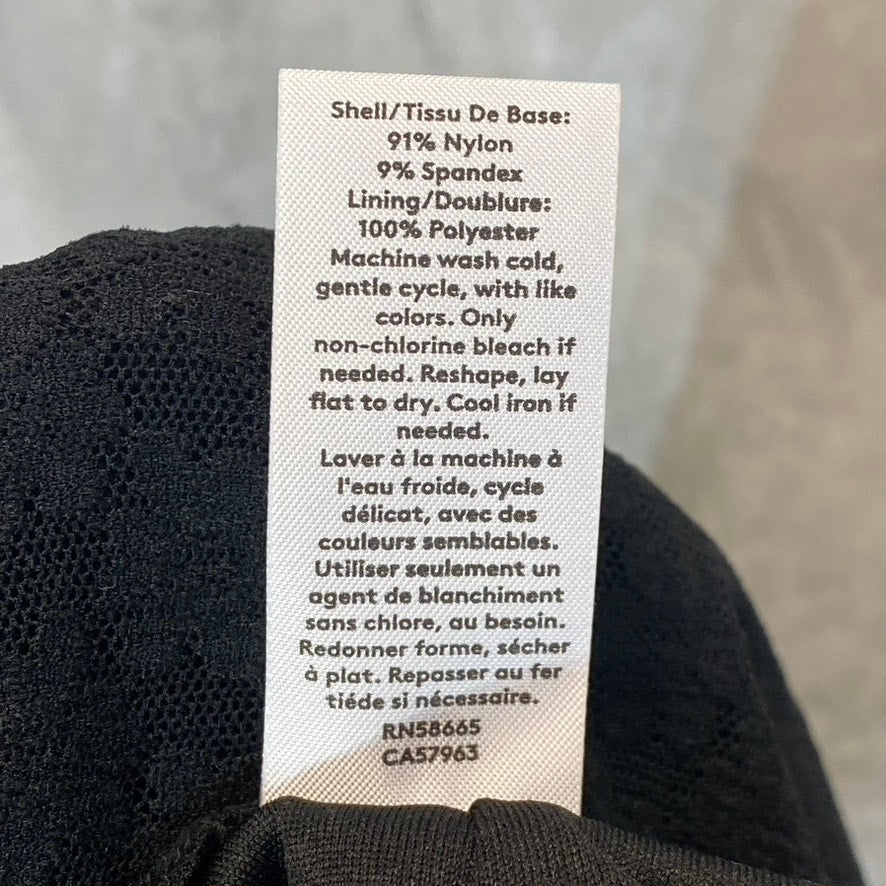 Shell/Tissu De Base:
91% Nylon
9% Spandex
Lining/Doublure:
100% Polyester
Machine wash cold,
gentle cycle, with like
colors. Only
non-chlorine bleach if
needed. Reshape, lay
flat to dry. Cool iron if
needed.
Laver à la machine à
l'eau froide, cycle
délicat, avec des
couleurs semblables.
Utiliser seulement un
agent de blanchiment
sans chlore, au besoin.
Redonner forme, sécher
à plat. Repasser au fer
tiéde si nécessaire.
RN58665
CA57963